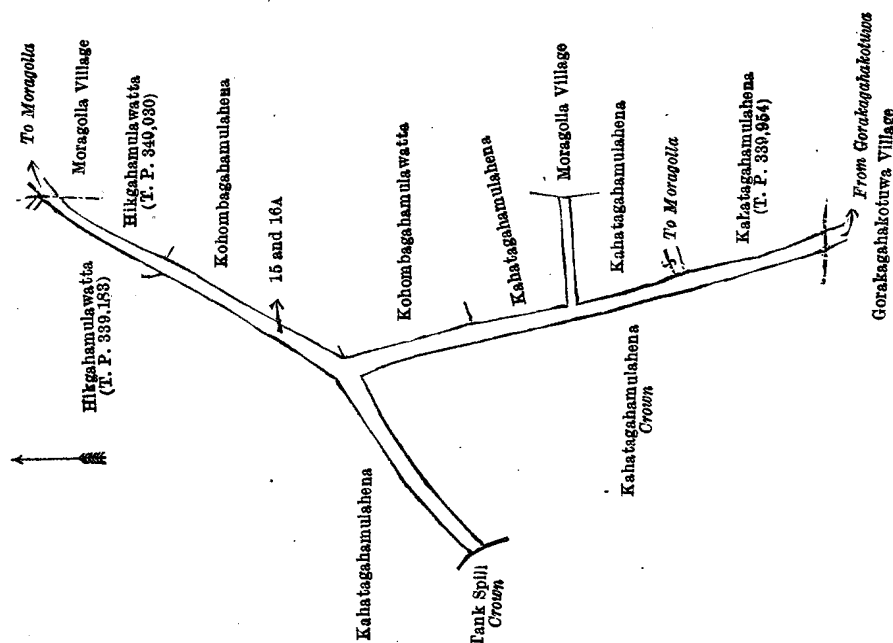 To Moragolla
Moragolla Village
Hikgahamulawatta
(T. P. 340,030)
Hikgahamulawatta
(T. P. 339,183)
Kohombagahamulahena
15 and 16A
Kohombagahamulawatta
Kahatagahamulahena
Moragolla Village
Kahatagahamulahena
To Moragolla
Kahatagahamulahena
(T. P. 339,954)
From Gorakagahakotuwa
Gorakagahakotuwa Village
Kahatagahamulahena
Crown
Kahatagahamulahena
Tank Spill
Crown